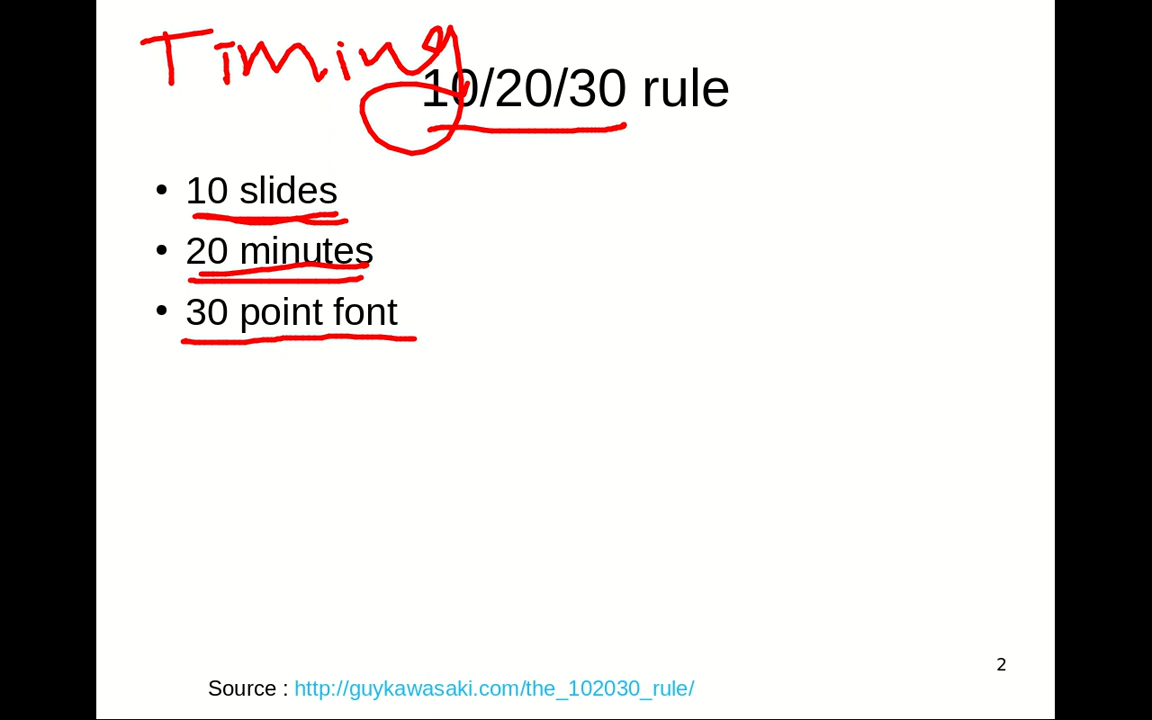 Timing
10/20/30 rule
• 10 slides
• 20 minutes
• 30 point font
2
Source : http://guykawasaki.com/the_102030_rule/